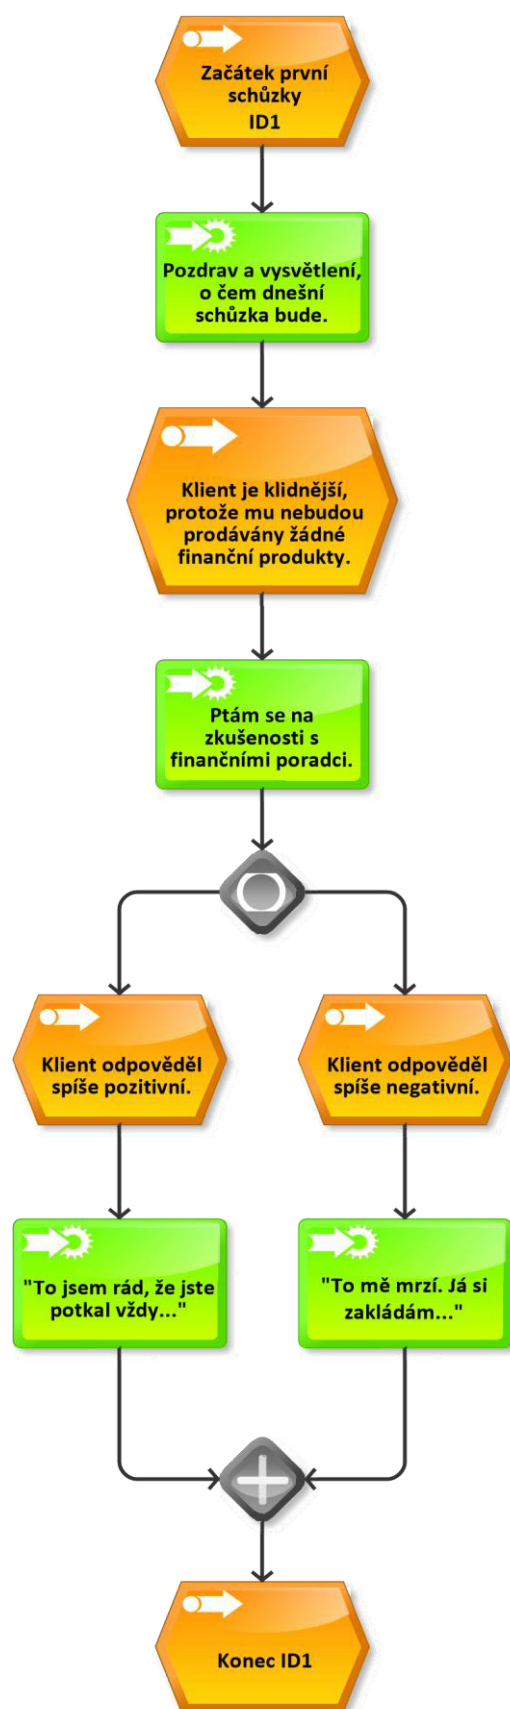 Začátek první
schůzky
ID1
Pozdrav a vysvětlení,
o čem dnešní
schůzka bude.
Klient je klidnější,
protože mu nebudou
prodávány žádné
finanční produkty.
Ptám se na
zkušenosti s
finančními poradci.
Klient odpověděl
spíše pozitivní.
Klient odpověděl
spíše negativní.
"To jsem rád, že jste
potkal vždy..."
"To mě mrzí. Já si
zakládám..."
Konec ID1